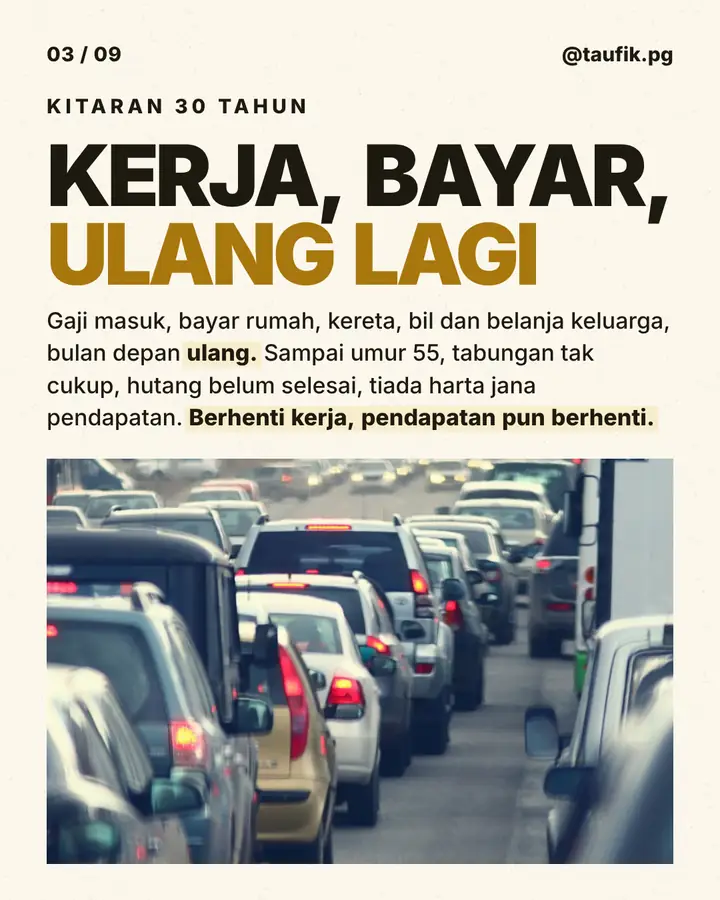 03 / 09
@taufik.pg
KITARAN 30 TAHUN
KERJA, BAYAR,
ULANG LAGI
Gaji masuk, bayar rumah, kereta, bil dan belanja keluarga,
bulan depan ulang. Sampai umur 55, tabungan tak
cukup, hutang belum selesai, tiada harta jana
pendapatan. Berhenti kerja, pendapatan pun berhenti.